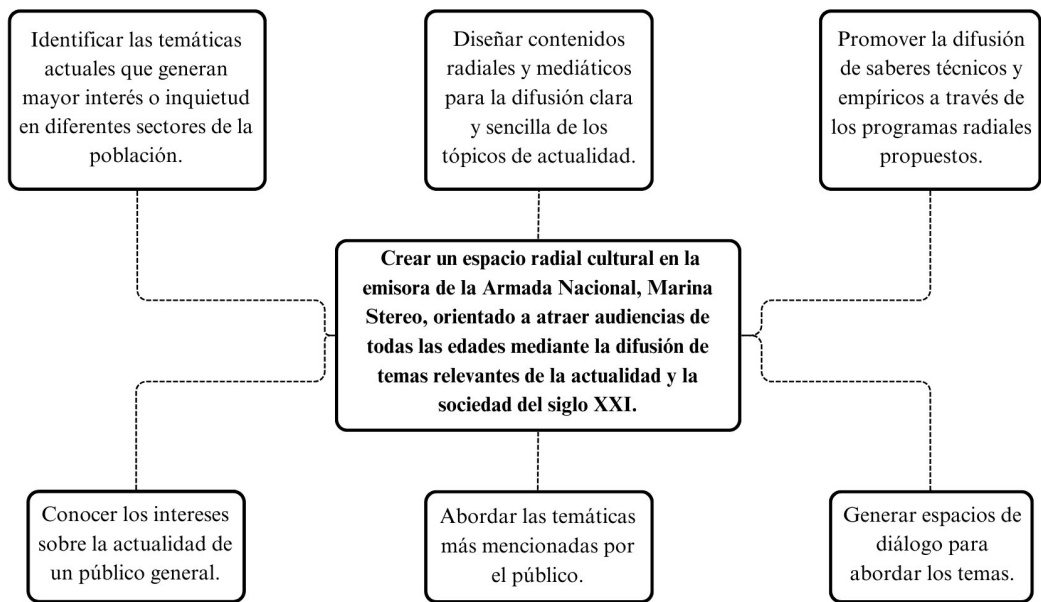 Identificar las temáticas
actuales que generan
mayor interés o inquietud
en diferentes sectores de la
población.
Diseñar contenidos
radiales y mediáticos
para la difusión clara
y sencilla de los
tópicos de actualidad.
Promover la difusión
de saberes técnicos y
empíricos a través de
los programas radiales
propuestos.
Crear un espacio radial cultural en la
emisora de la Armada Nacional, Marina
Stereo, orientado a atraer audiencias de
todas las edades mediante la difusión de
temas relevantes de la actualidad y la
sociedad del siglo XXI.
Conocer los intereses
sobre la actualidad de
un público general.
Abordar las temáticas
más mencionadas por
el público.
Generar espacios de
diálogo para
abordar los temas.